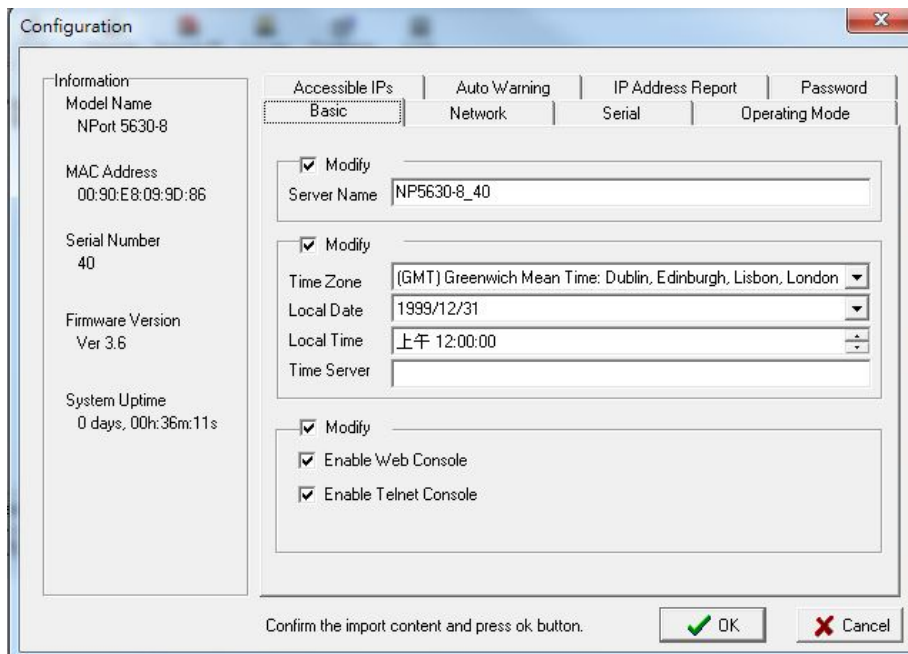 Configuration
Information
Model Name
NPort 5630-8
MAC Address
00:90:E8:09:9D:86
Serial Number
40
Firmware Version
Ver 3.6
System Uptime
0 days, 00h:36m:11s
Accessible IPs
Auto Warning
IP Address Report
Password
Basic
Network
Serial
Operating Mode
Modify
Server Name NP5630-8_40
Modify
Time Zone (GMT) Greenwich Mean Time: Dublin, Edinburgh, Lisbon, London
Local Date 1999/12/31
Local Time 上午 12:00:00
Time Server
Modify
Enable Web Console
Enable Telnet Console
Confirm the import content and press ok button.
OK
Cancel